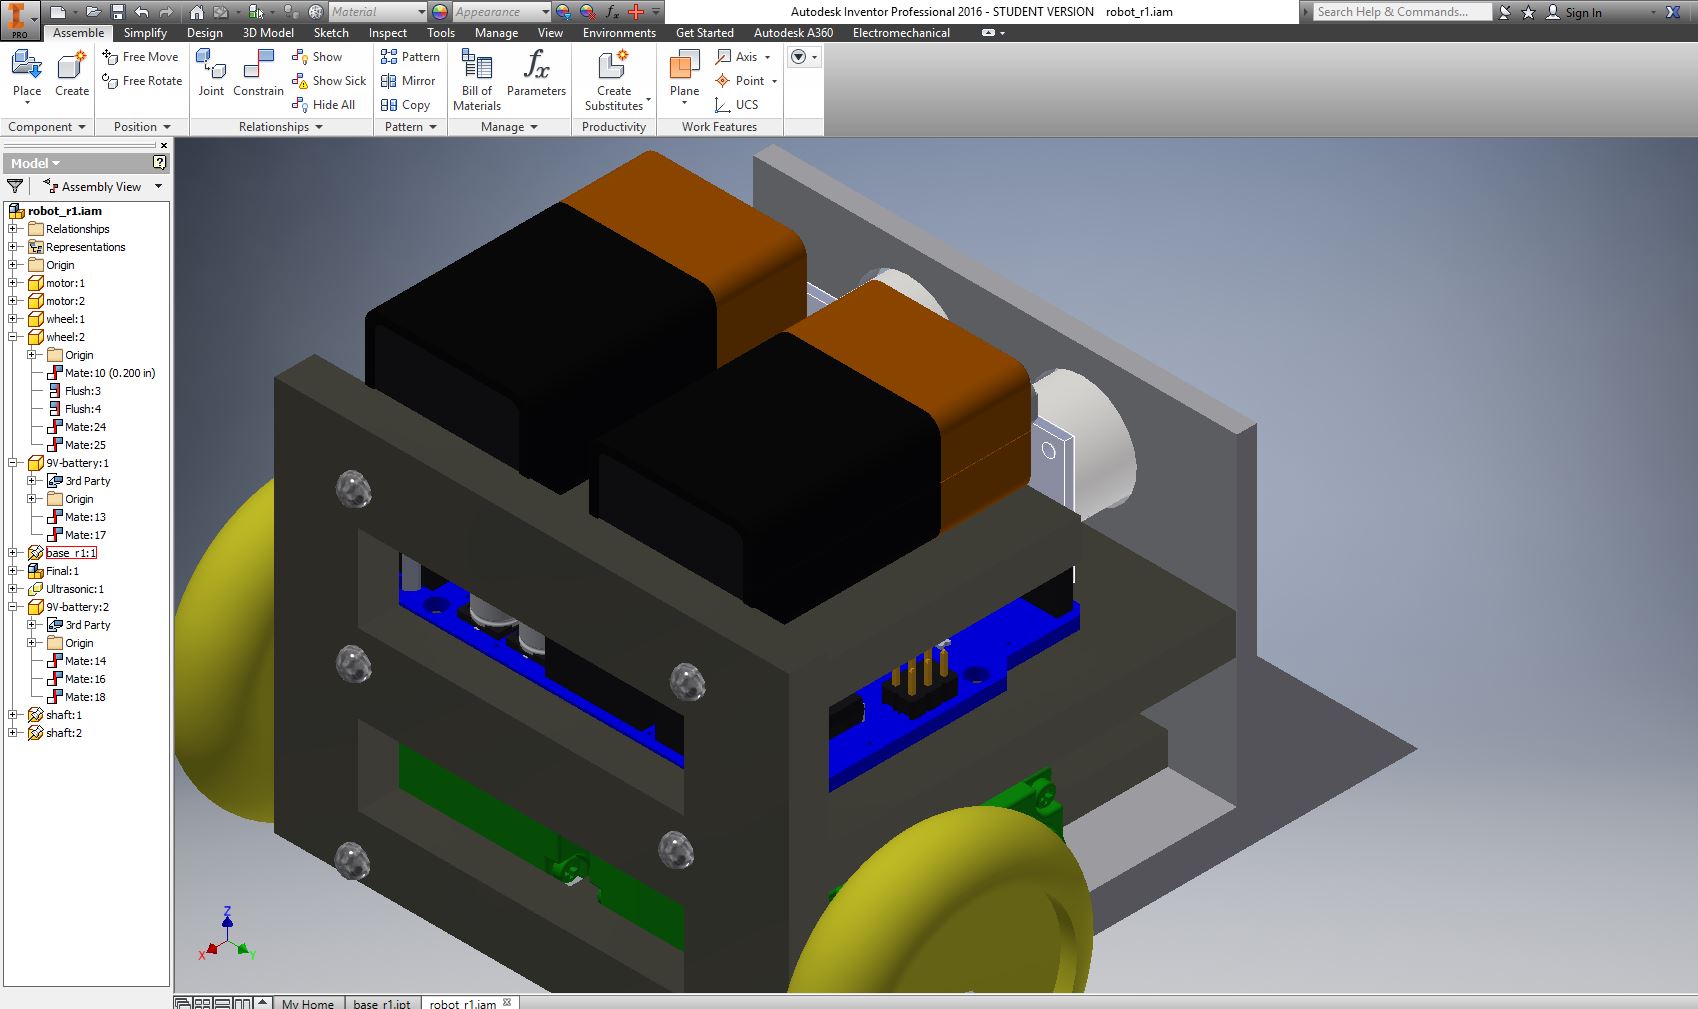 PRO
Material
Appearance
Autodesk Inventor Professional 2016 - STUDENT VERSION robot_r1.iam
Search Help & Commands...
Sign In
Assemble Simplify Design 3D Model Sketch Inspect Tools Manage View Environments Get Started Autodesk A360 Electromechanical
Place
Create
Free Move
Free Rotate
Joint
Constrain
Show
Show Sick
Hide All
Pattern
Mirror
Copy
Bill of
Materials
Parameters
Create
Substitutes
Plane
Axis
Point
UCS
Component Position Relationships Pattern Manage Productivity Work Features
Model
Assembly View
robot_r1.iam
Relationships
Representations
Origin
motor:1
motor:2
wheel:1
wheel:2
Origin
Mate:10 (0.200 in)
Flush:3
Flush:4
Mate:24
Mate:25
9V-battery:1
3rd Party
Origin
Mate:13
Mate:17
base_r1:1
Final:1
Ultrasonic:1
9V-battery:2
3rd Party
Origin
Mate:14
Mate:16
Mate:18
shaft:1
shaft:2
Z
X
Y
My Home base_r1.ipt robot_r1.iam